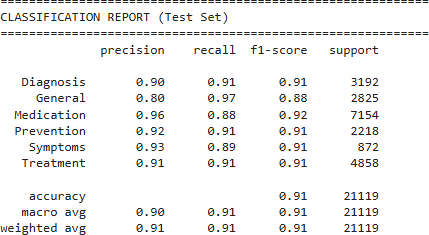 ================================================================
CLASSIFICATION REPORT (Test Set)
================================================================
              precision    recall  f1-score   support

   Diagnosis       0.90      0.91      0.91      3192
     General       0.80      0.97      0.88      2825
  Medication       0.96      0.88      0.92      7154
  Prevention       0.92      0.91      0.91      2218
    Symptoms       0.93      0.89      0.91       872
   Treatment       0.91      0.91      0.91      4858

    accuracy                           0.91     21119
   macro avg       0.90      0.91      0.91     21119
weighted avg       0.91      0.91      0.91     21119